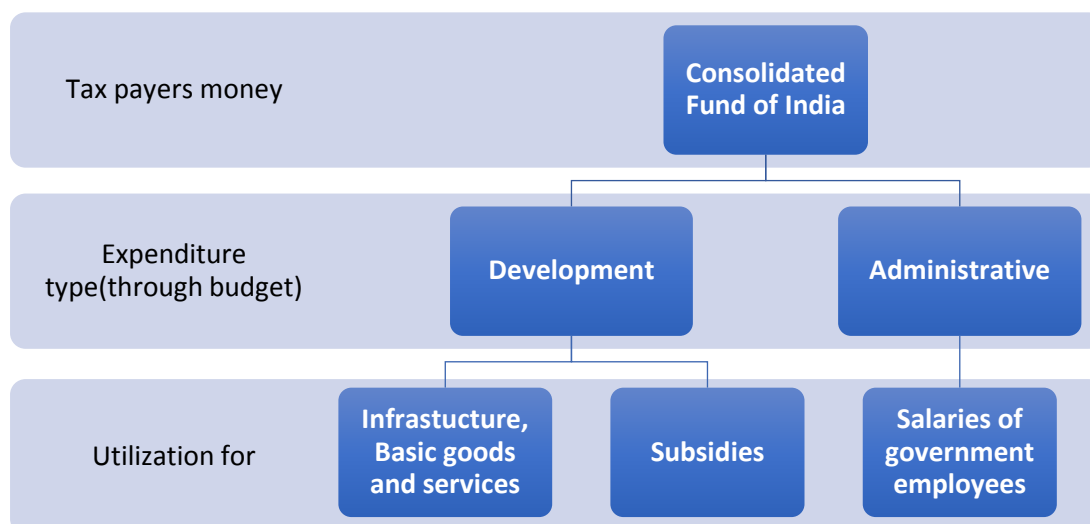 Tax payers money
Consolidated
Fund of India
Expenditure
type(through budget)
Development
Administrative
Utilization for
Infrastucture,
Basic goods
and services
Subsidies
Salaries of
government
employees